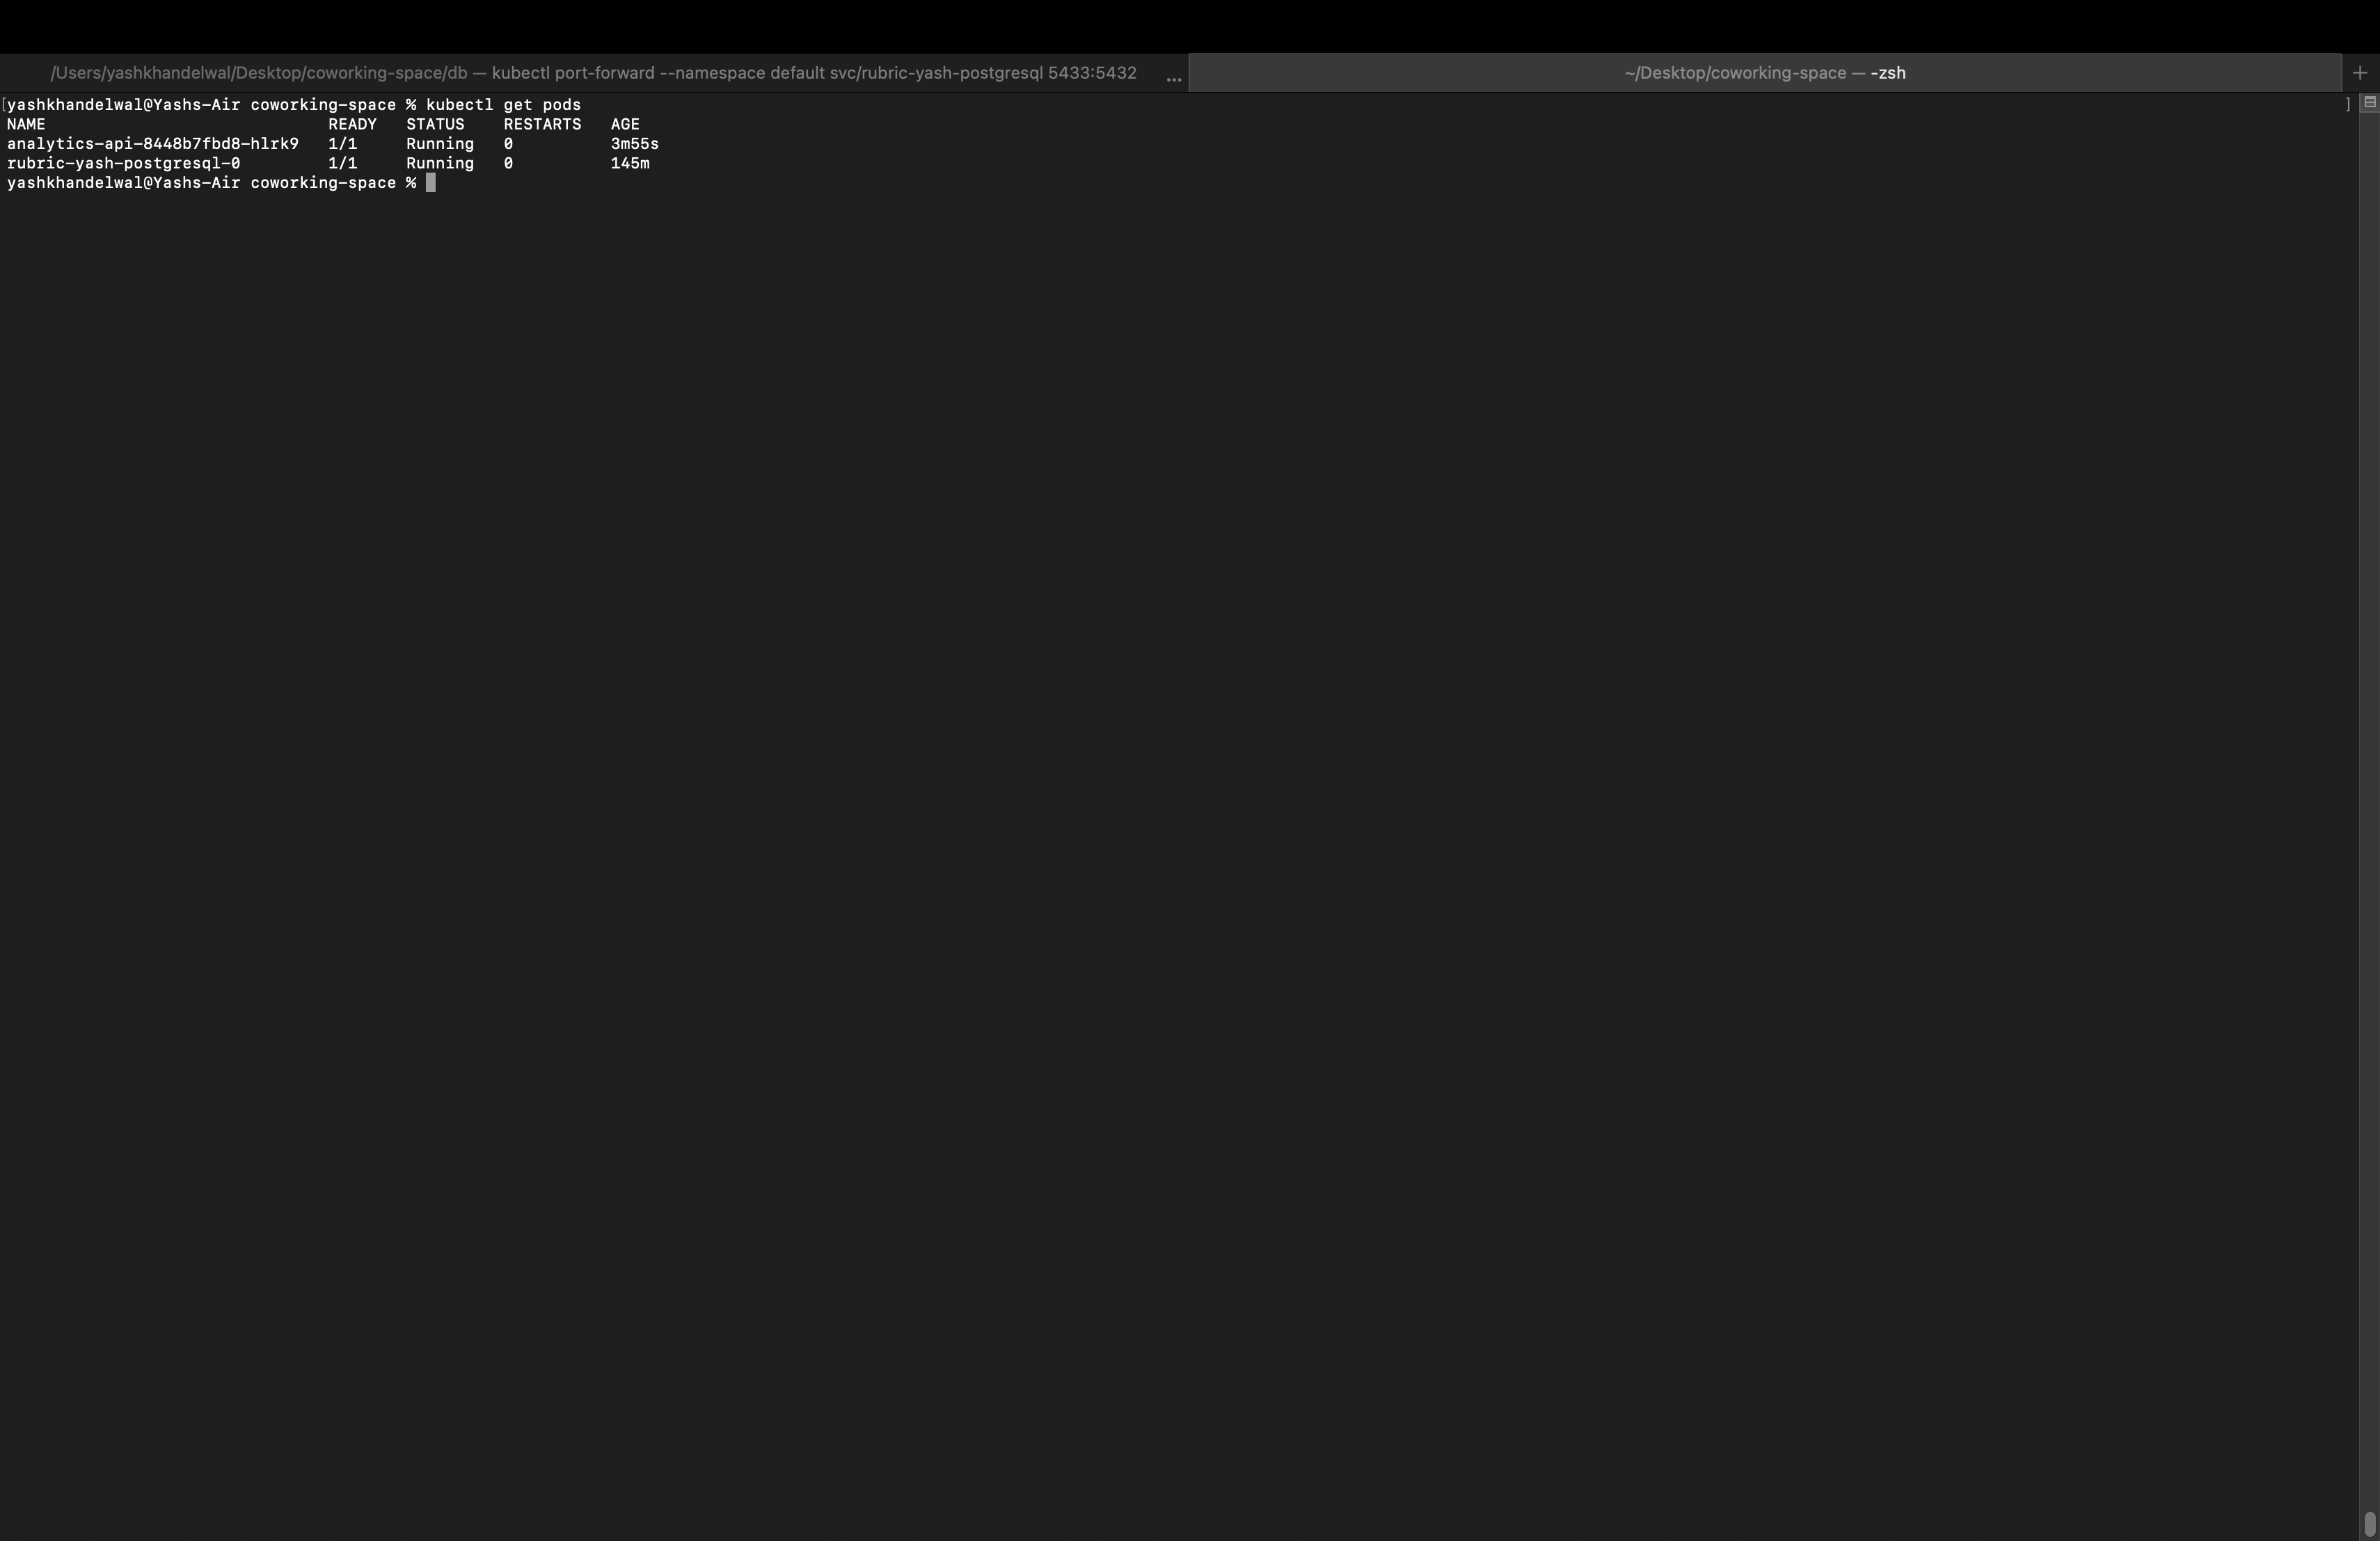 /Users/yashkhandelwal/Desktop/coworking-space/db — kubectl port-forward --namespace default svc/rubric-yash-postgresql 5433:5432 ...
~/Desktop/coworking-space — -zsh +
[yashkhandelwal@Yashs-Air coworking-space % kubectl get pods ]
NAME READY STATUS RESTARTS AGE
analytics-api-8448b7fbd8-hlrk9 1/1 Running 0 3m55s
rubric-yash-postgresql-0 1/1 Running 0 145m
yashkhandelwal@Yashs-Air coworking-space %